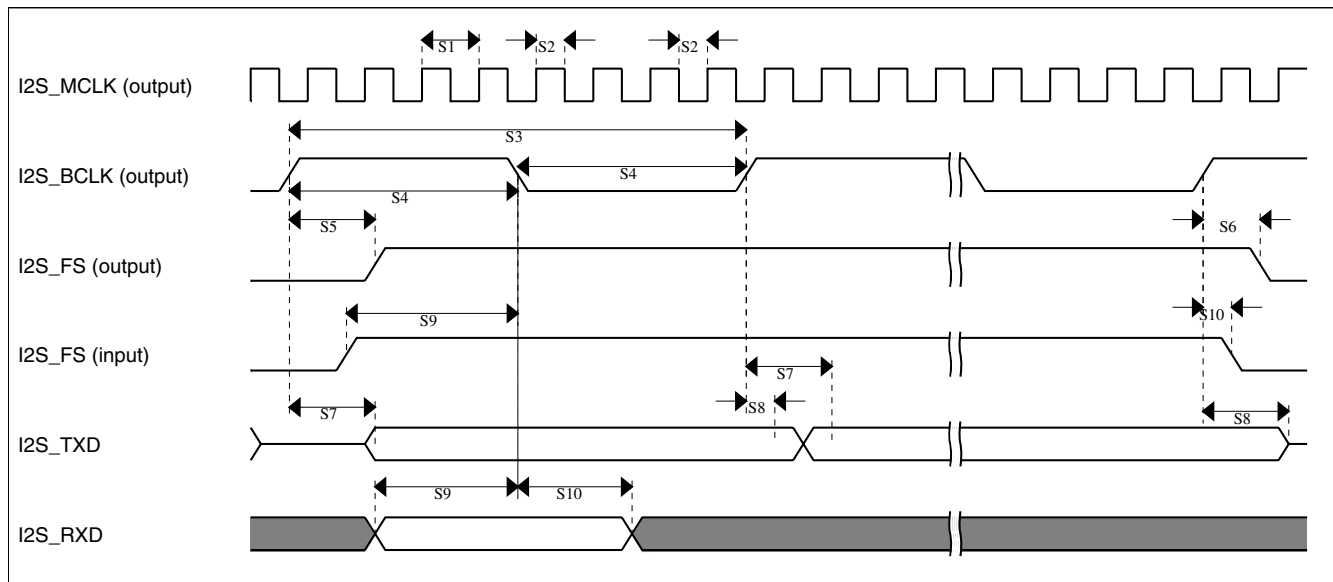 S1
S2
S2
I2S_MCLK (output)
S3
I2S_BCLK (output)
S4
S4
S5
S6
I2S_FS (output)
S9
S10
I2S_FS (input)
S7
S7
S8
S8
I2S_TXD
S9
S10
I2S_RXD